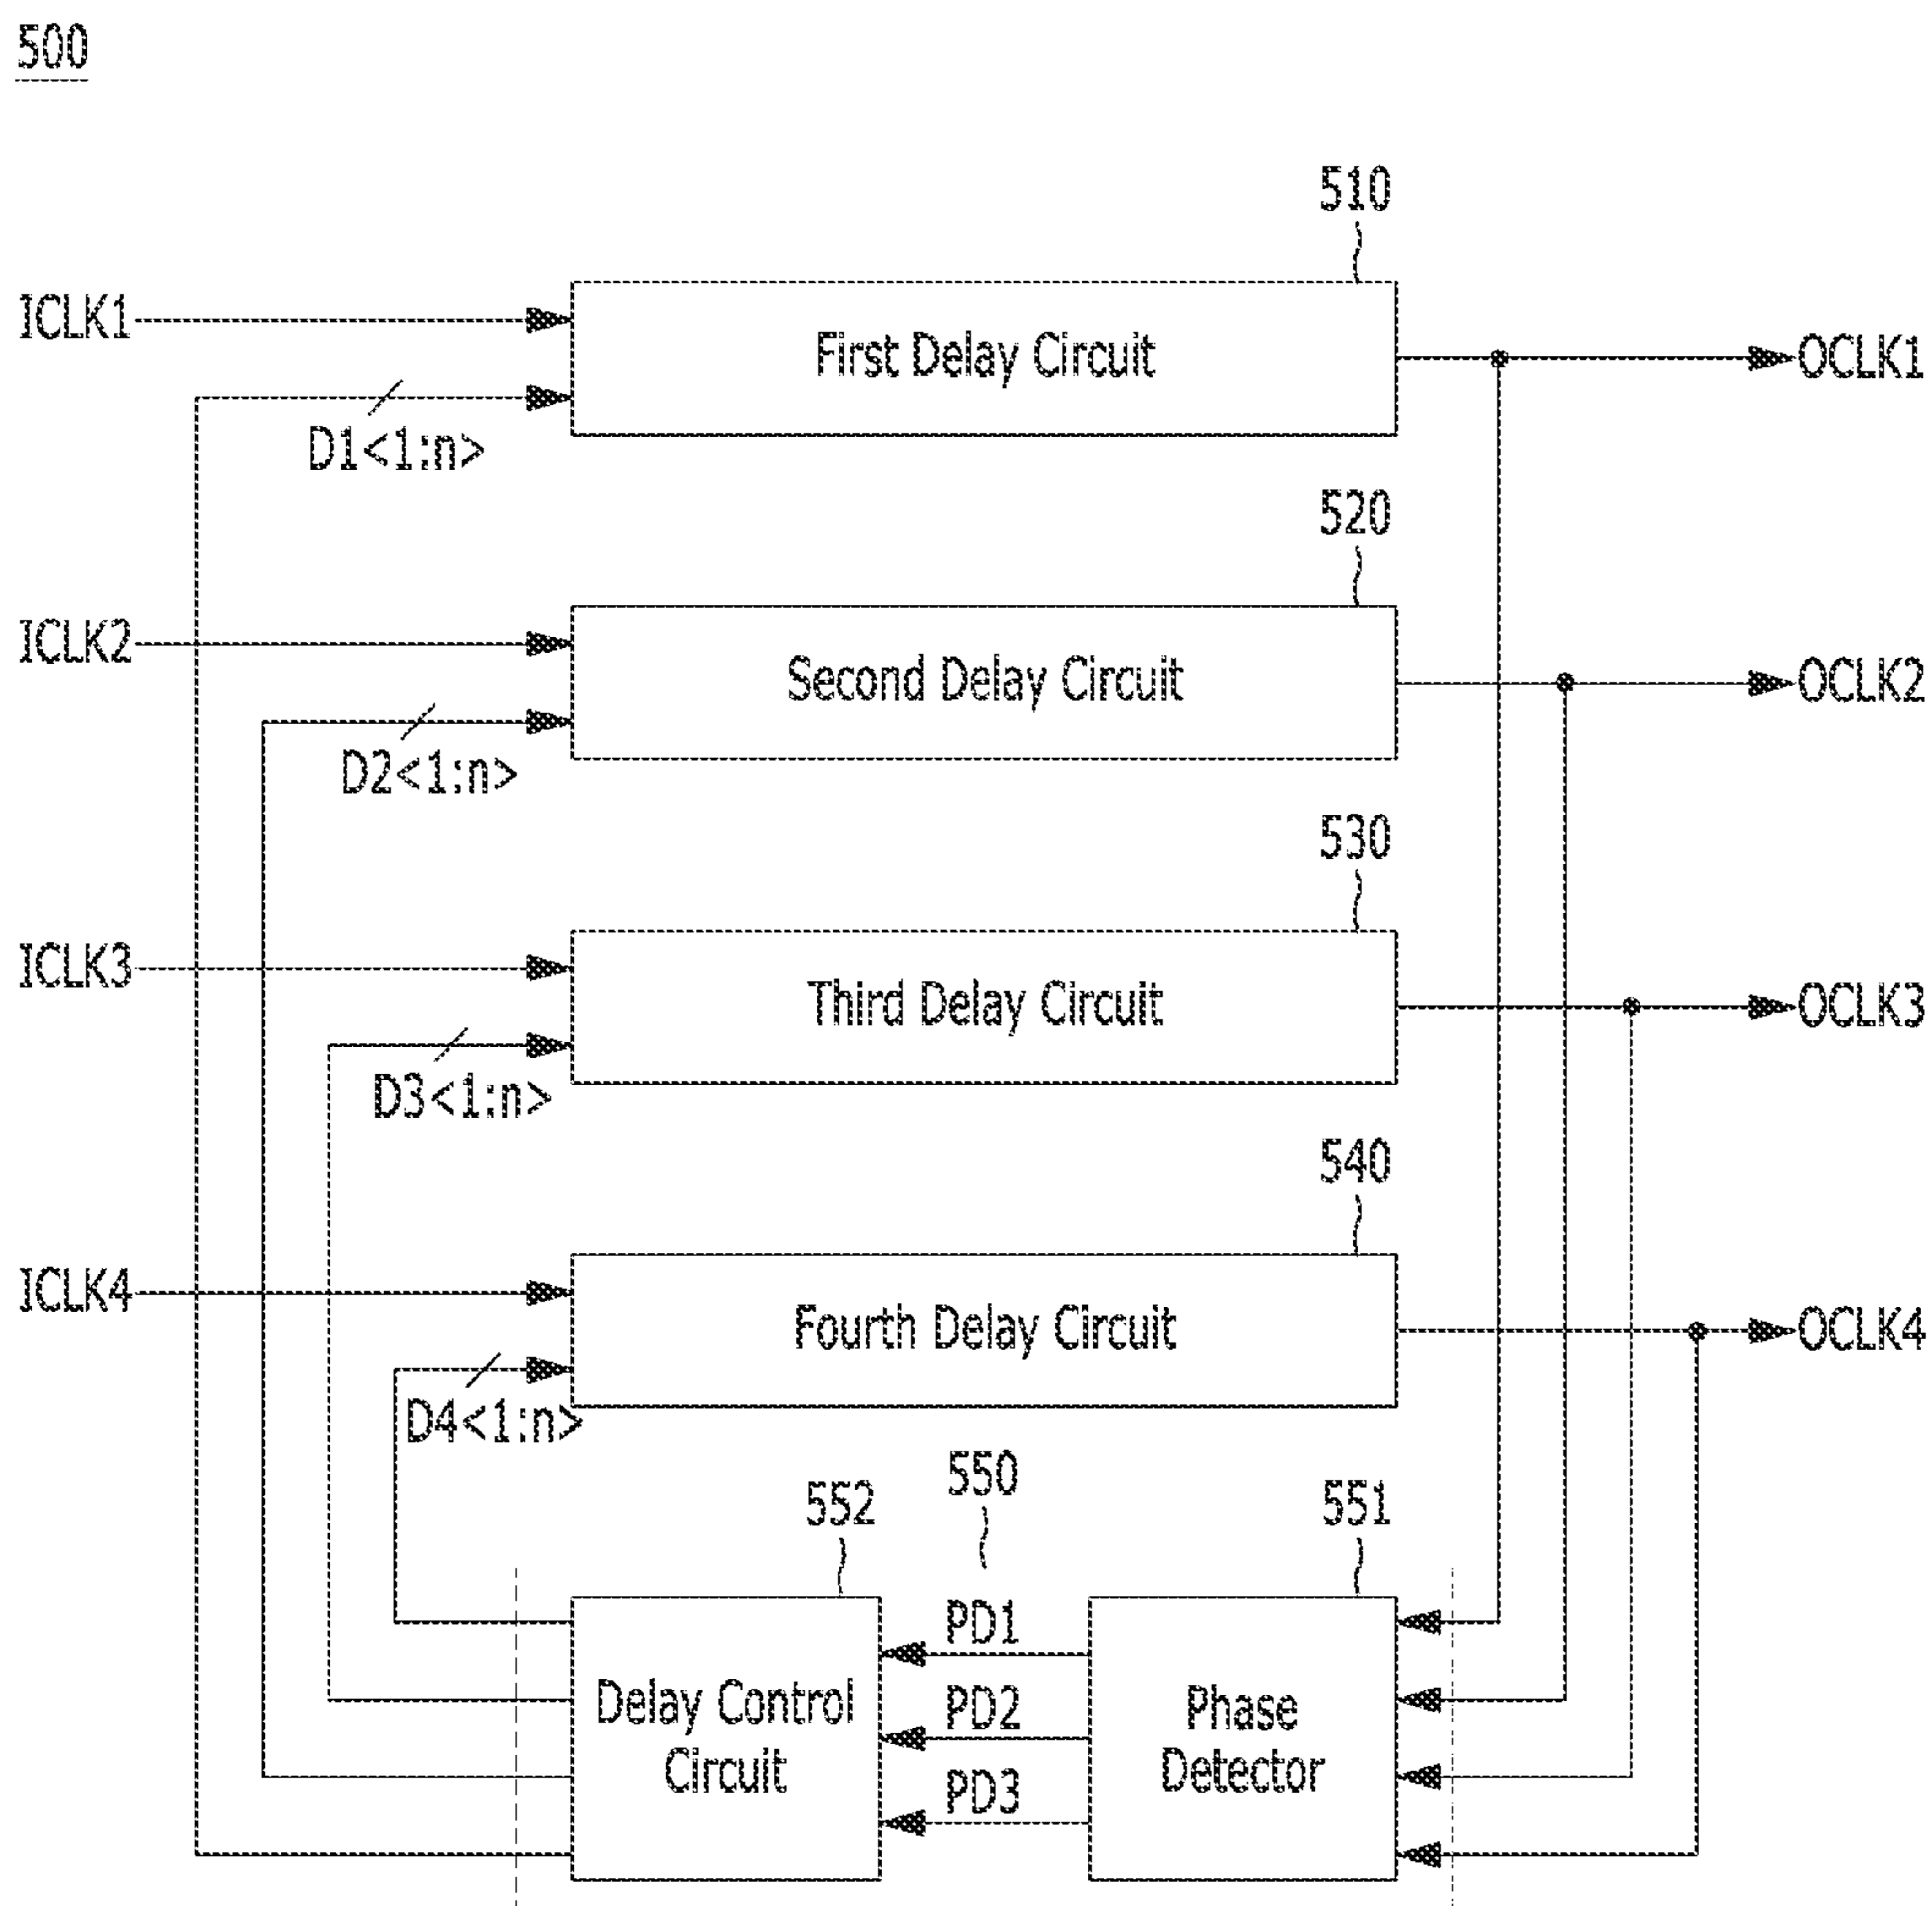 500
510
ICLK1
First Delay Circuit
OCLK1
D1<1:n>
520
ICLK2
Second Delay Circuit
OCLK2
D2<1:n>
530
ICLK3
Third Delay Circuit
OCLK3
D3<1:n>
540
ICLK4
Fourth Delay Circuit
OCLK4
D4<1:n>
550
552
551
PD1
Delay Control
Circuit
PD2
Phase
Detector
PD3